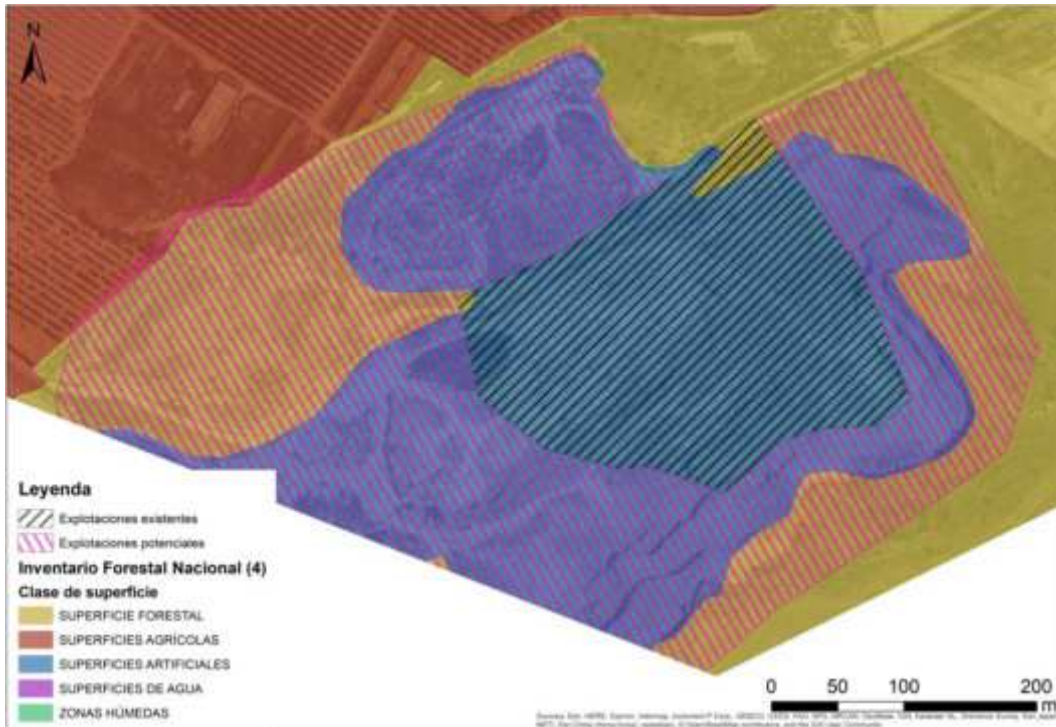 N
Leyenda
Explotaciones existentes
Explotaciones potenciales
Inventario Forestal Nacional (4)
Clase de superficie
SUPERFICIE FORESTAL
SUPERFICIES AGRÍCOLAS
SUPERFICIES ARTIFICIALES
SUPERFICIES DE AGUA
ZONAS HÚMEDAS
0 50 100 200
m